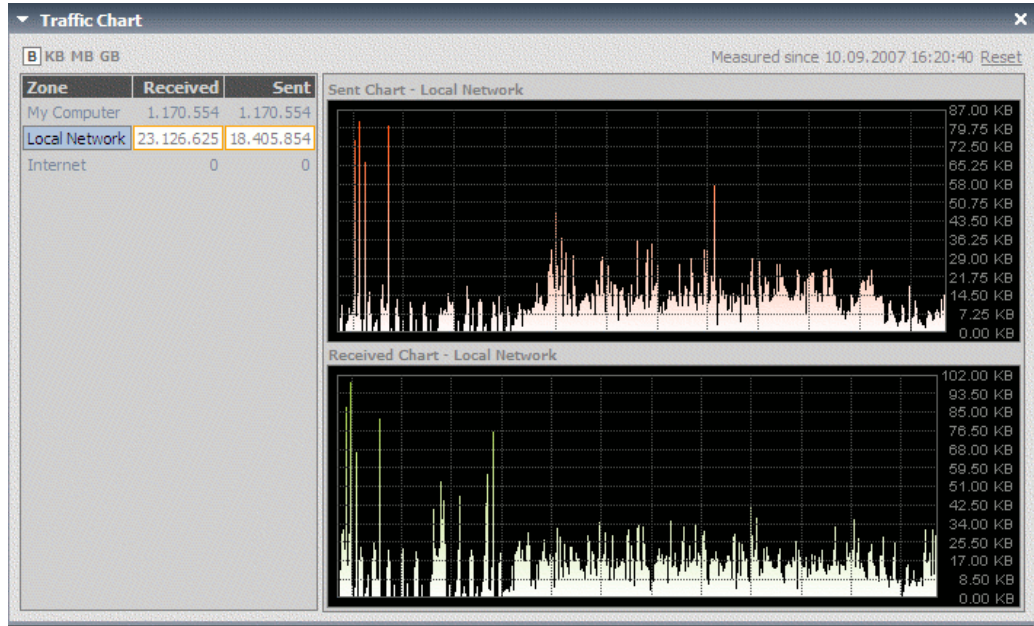 Traffic Chart
B KB MB GB
Measured since 10.09.2007 16:20:40 Reset
Zone Received Sent
My Computer 1.170.554 1.170.554
Local Network 23.126.625 18.405.854
Internet 0 0
Sent Chart - Local Network
87.00 KB
79.75 KB
72.50 KB
65.25 KB
58.00 KB
50.75 KB
43.50 KB
36.25 KB
29.00 KB
21.75 KB
14.50 KB
7.25 KB
0.00 KB
Received Chart - Local Network
102.00 KB
93.50 KB
85.00 KB
76.50 KB
68.00 KB
59.50 KB
51.00 KB
42.50 KB
34.00 KB
25.50 KB
17.00 KB
8.50 KB
0.00 KB